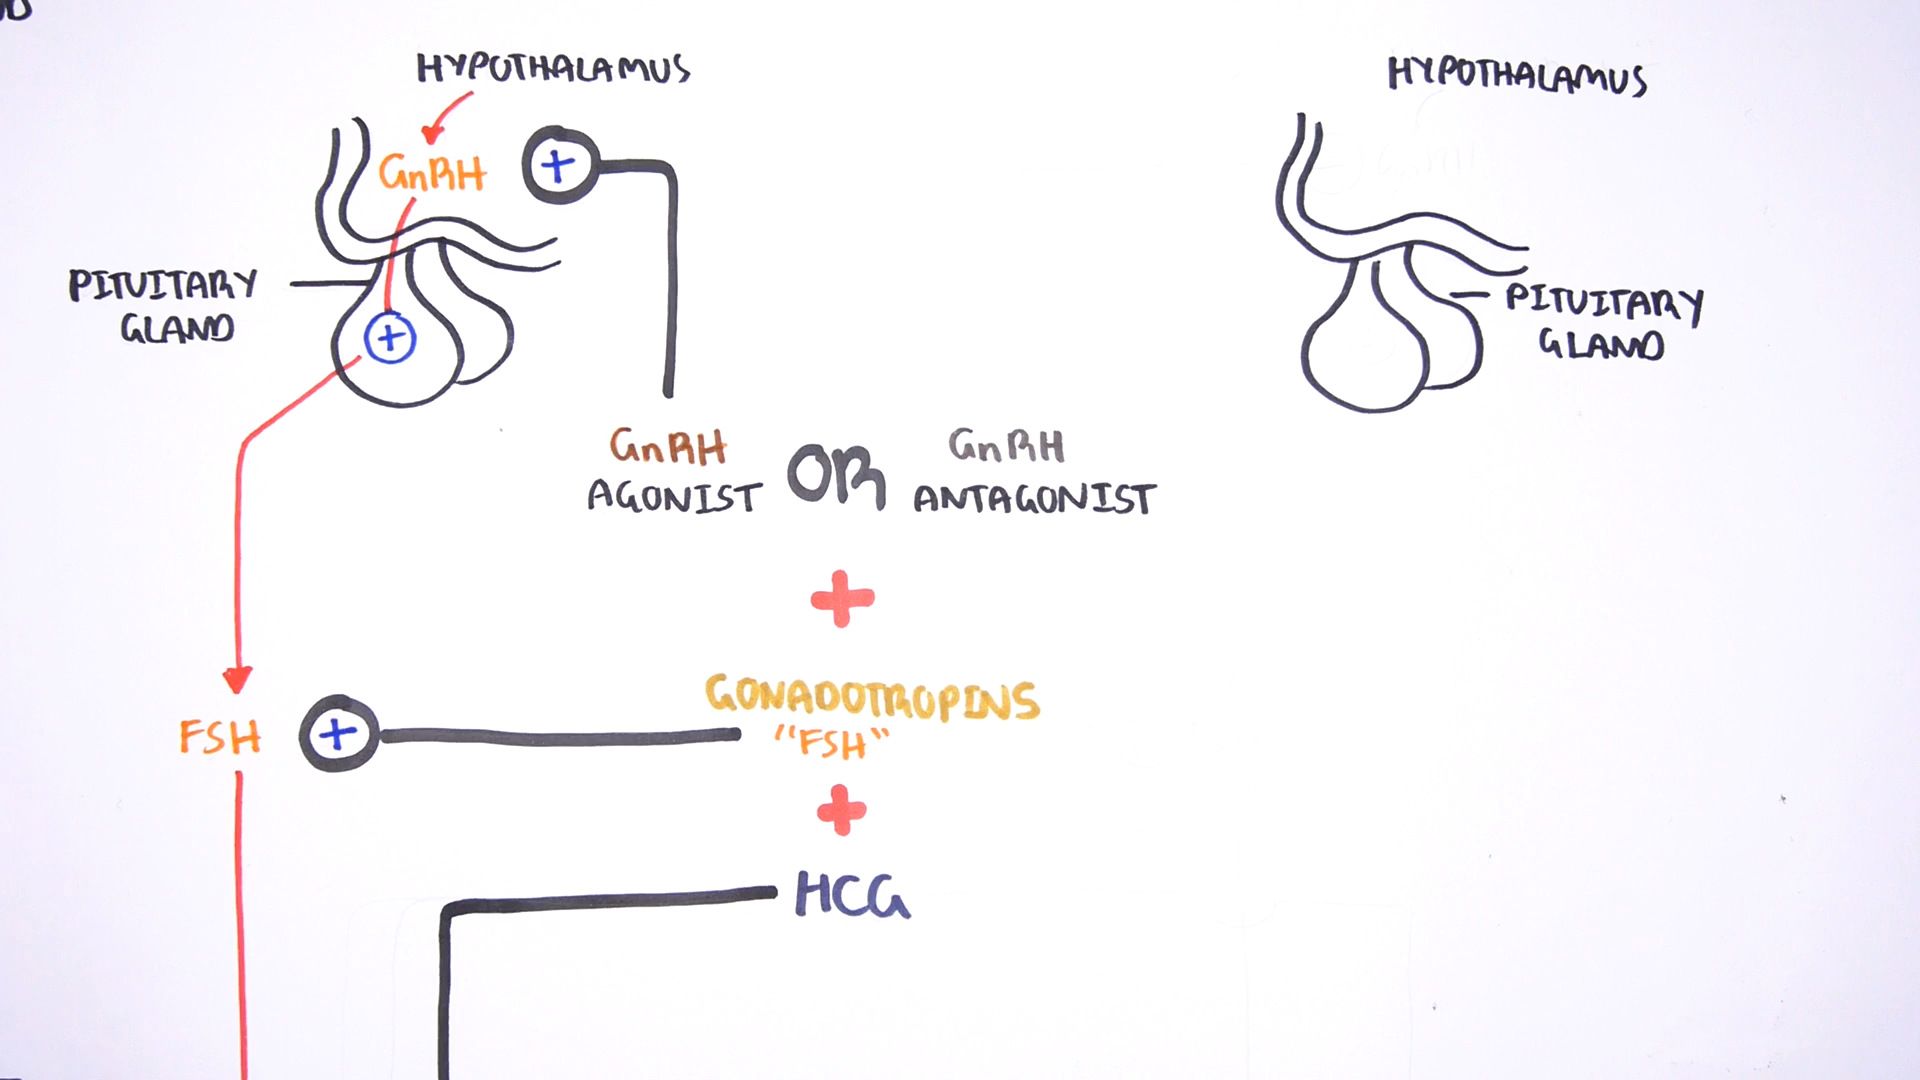 HYPOTHALAMUS
GnRH
+
PITUITARY
GLAND
+
GnRH
AGONIST
OR
GnRH
ANTAGONIST
+
GONADOTROPINS
"FSH"
FSH
+
+
HCG
HYPOTHALAMUS
PITUITARY
GLAND